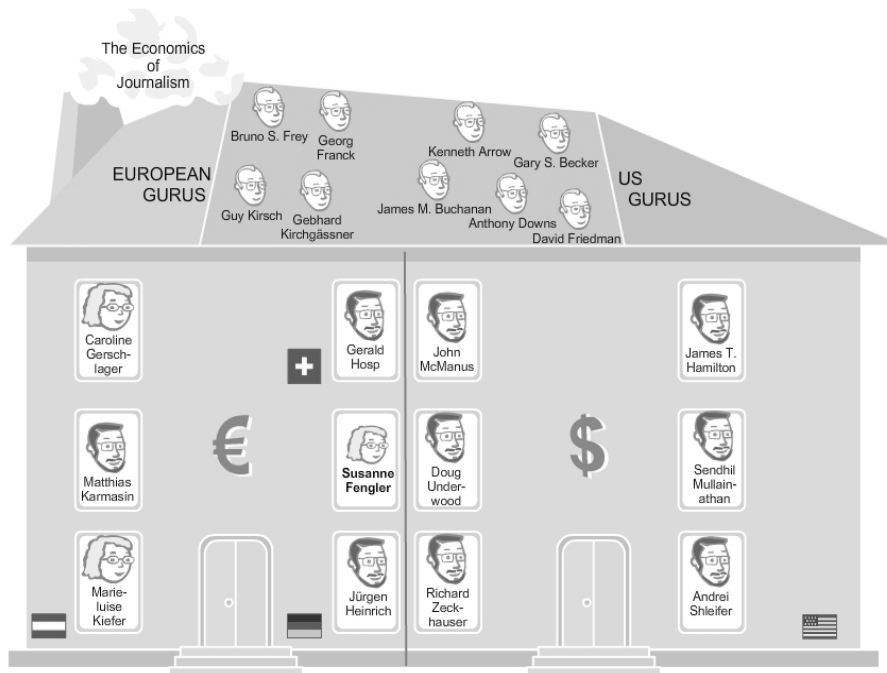 The Economics
of
Journalism
Bruno S. Frey
Georg
Franck
Kenneth Arrow
Gary S. Becker
EUROPEAN
GURUS
US
GURUS
Guy Kirsch
Gebhard
Kirchgässner
James M. Buchanan
Anthony Downs
David Friedman
Caroline
Gersch-
lager
Gerald
Hosp
John
McManus
James T.
Hamilton
Matthias
Karmasin
€
Susanne
Fengler
Doug
Under-
wood
$
Sendhil
Mullain-
athan
Marie-
luise
Kiefer
Jürgen
Heinrich
Richard
Zeck-
hauser
Andrei
Shleifer